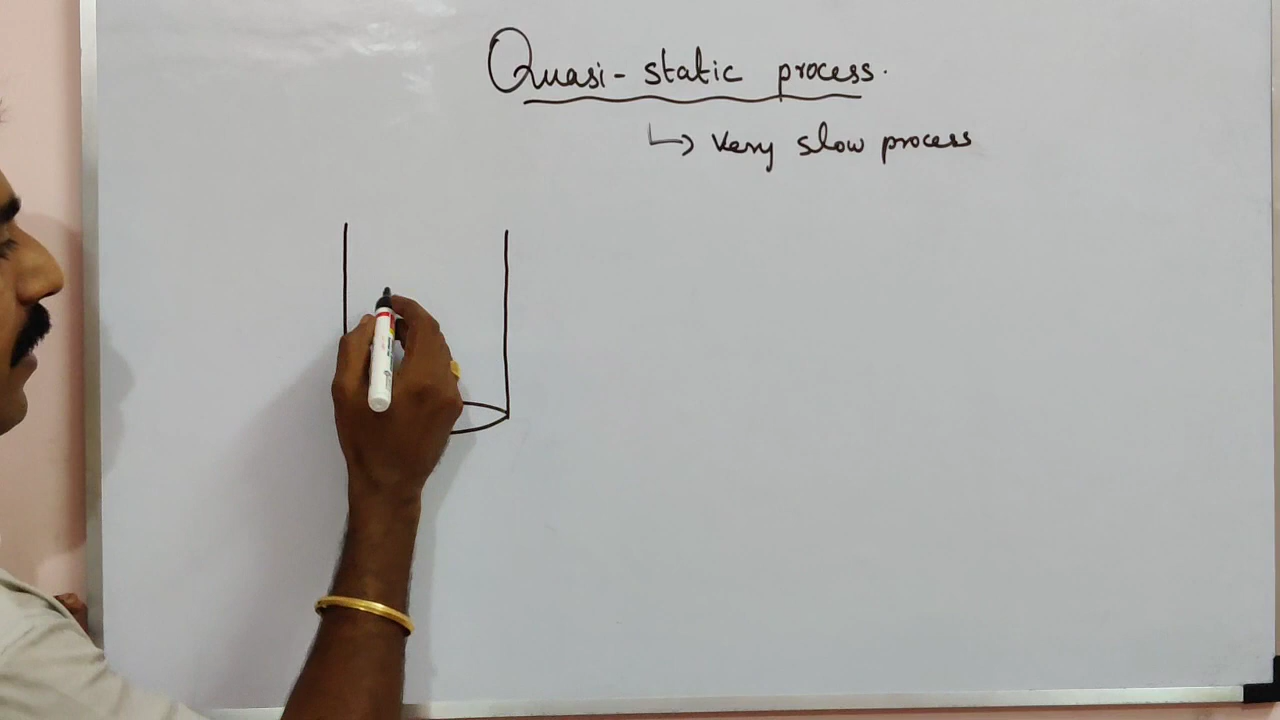 Quasi-static process.
↳ Very slow process